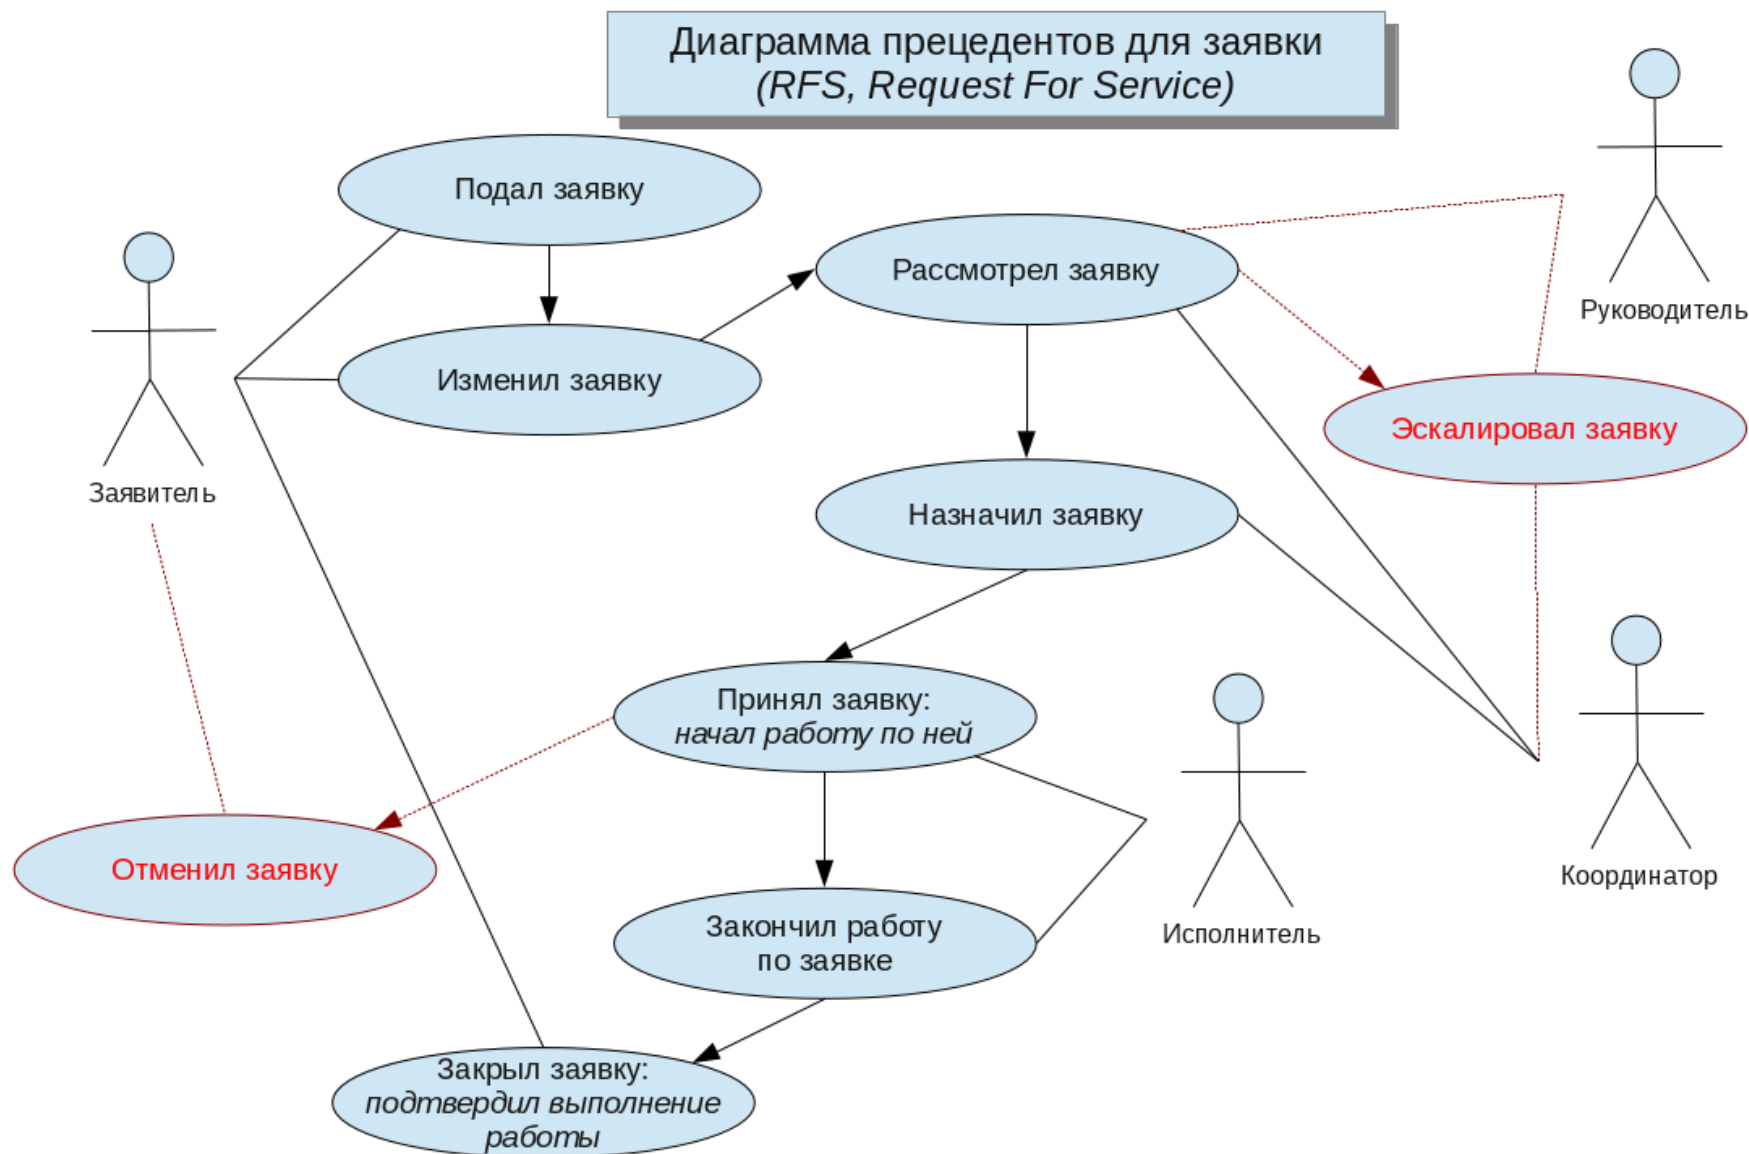 Диаграмма прецедентов для заявки
(RFS, Request For Service)
Подал заявку
Рассмотрел заявку
Руководитель
Изменил заявку
Эскалировал заявку
Заявитель
Назначил заявку
Принял заявку:
начал работу по ней
Отменил заявку
Координатор
Закончил работу
по заявке
Исполнитель
Закрыл заявку:
подтвердил выполнение
работы